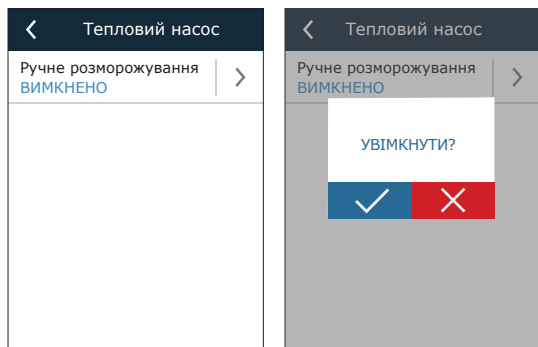 Тепловий насос
Ручне розморожування
ВИМКНЕНО
Тепловий насос
Ручне розморожування
ВИМКНЕНО
УВІМКНУТИ?